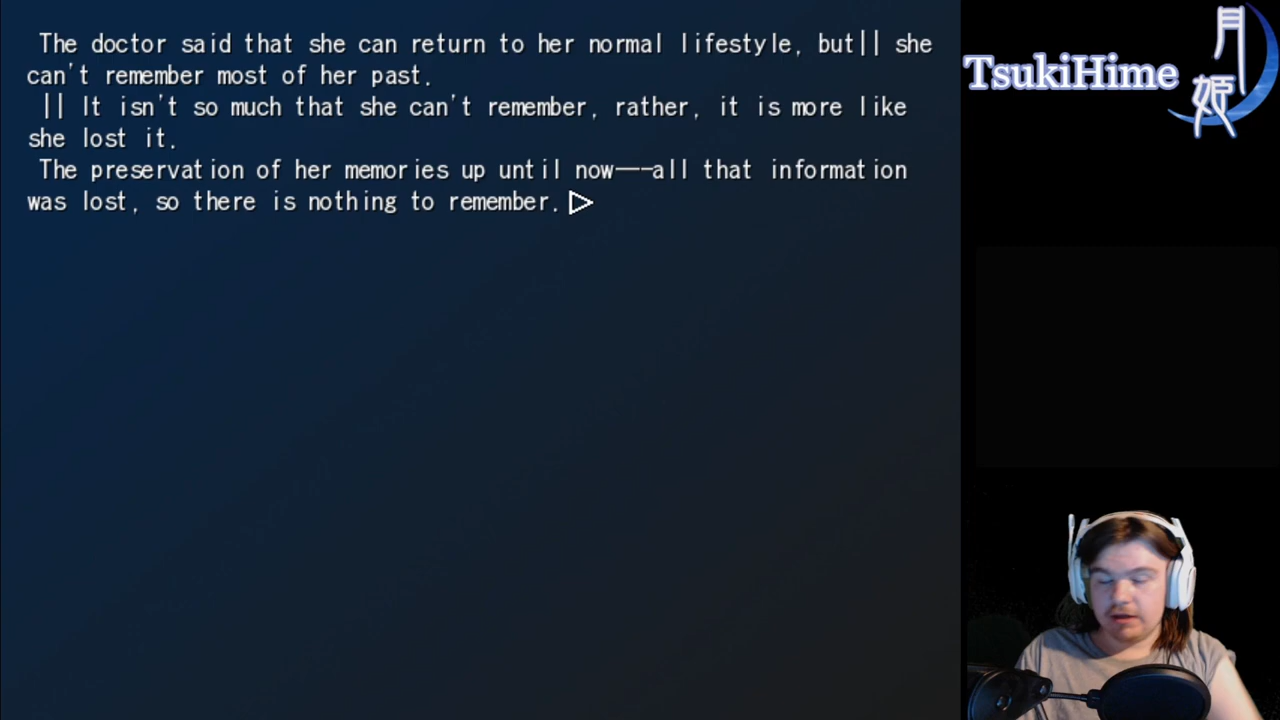 The doctor said that she can return to her normal lifestyle, but|| she
can't remember most of her past.
|| It isn't so much that she can't remember, rather, it is more like
she lost it.
The preservation of her memories up until now—–all that information
was lost, so there is nothing to remember.
TsukiHime
月姫